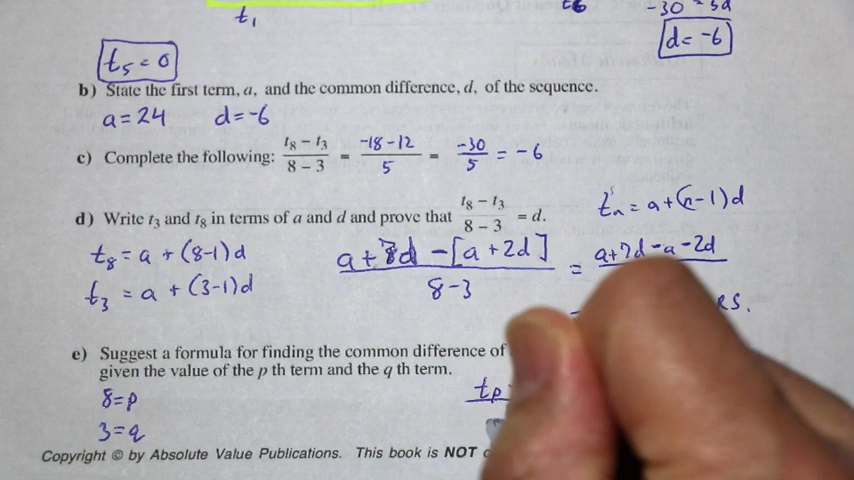 t₁
-30 = 5d
t₅ = 0
d = -6
b) State the first term, a, and the common difference, d, of the sequence.
a = 24 d = -6
c) Complete the following: t₈ - t₃ / 8 - 3 = -18 - 12 / 5 = -30 / 5 = -6
tₙ = a + (n-1)d
d) Write t₃ and t₈ in terms of a and d and prove that t₈ - t₃ / 8 - 3 = d.
t₈ = a + (8-1)d
a + 7d - [a + 2d] / 8 - 3 = a + 7d - a - 2d
t₃ = a + (3-1)d
RS.
e) Suggest a formula for finding the common difference of
given the value of the p th term and the q th term.
8 = p
tp
3 = q
Copyright © by Absolute Value Publications. This book is NOT